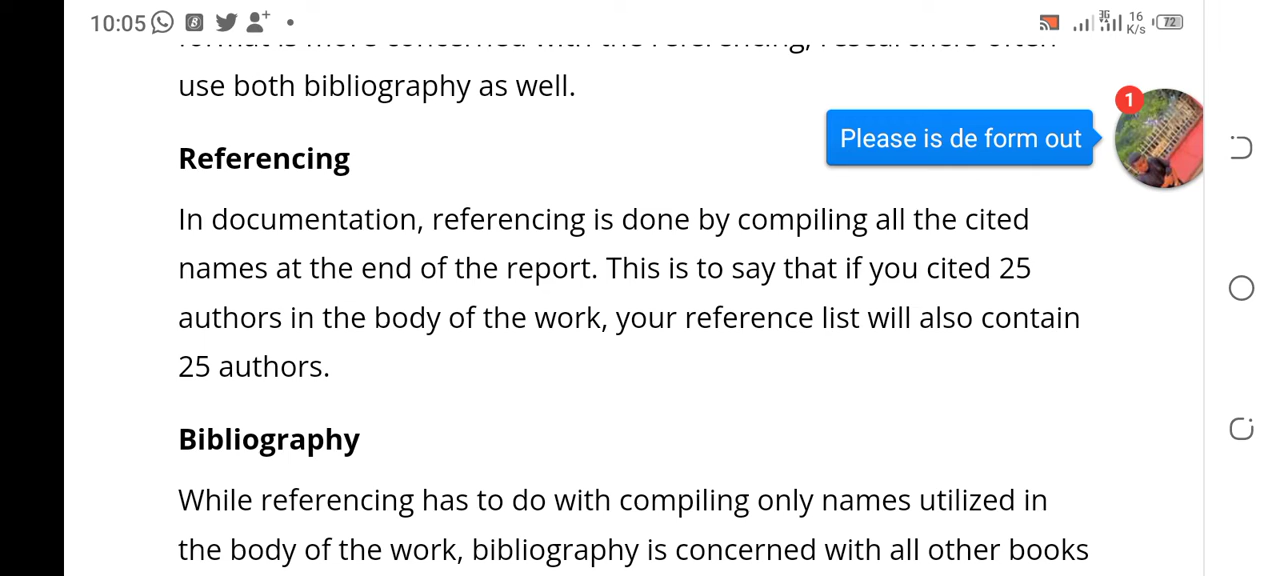 10:05
3G
16
K/s
72
use both bibliography as well.
1
Please is de form out
Referencing
In documentation, referencing is done by compiling all the cited
names at the end of the report. This is to say that if you cited 25
authors in the body of the work, your reference list will also contain
25 authors.
Bibliography
While referencing has to do with compiling only names utilized in
the body of the work, bibliography is concerned with all other books